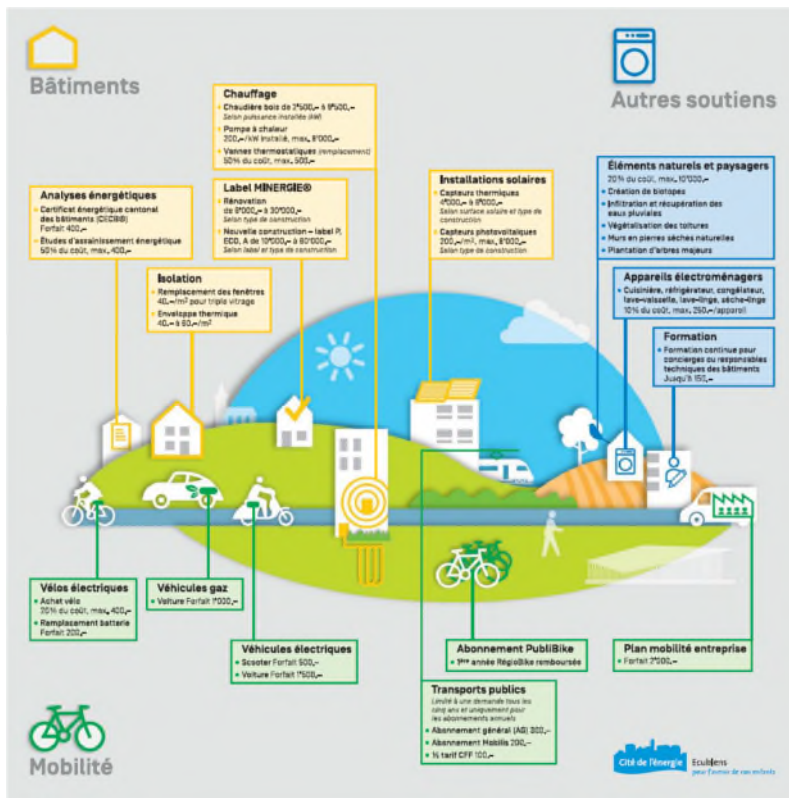 Bâtiments
Autres soutiens
Chauffage
Chaudière bois de 2'500.– à 9'500.–
Selon puissance installée (kW)
Pompe à chaleur
200.–/kW installé, max. 8'000.–
Vannes thermostatiques (remplacement)
50% du coût, max. 500.–
Analyses énergétiques
Certificat énergétique cantonal
des bâtiments (CECB®)
Forfait 400.–
Etudes d'assainissement énergétique
50% du coût, max. 400.–
Label MINERGIE®
Rénovation
de 8'000.– à 30'000.–
Selon type de construction
Nouvelle construction – label P,
ECO, A de 10'000.– à 60'000.–
Selon label et type de construction
Isolation
Remplacement des fenêtres
40.–/m² pour triple vitrage
Enveloppe thermique
40.– à 60.–/m²
Installations solaires
Capteurs thermiques
4'000.– à 8'000.–
Selon surface solaire et type de
construction
Capteurs photovoltaïques
200.–/m², max. 8'000.–
Selon type de construction
Éléments naturels et paysagers
20% du coût, max. 10'000.–
Création de biotopes
Infiltration et récupération des
eaux pluviales
Végétalisation des toitures
Murs en pierres sèches naturelles
Plantation d'arbres majeurs
Appareils électroménagers
Cuisinière, réfrigérateur, congélateur,
lave-vaisselle, lave-linge, sèche-linge
10% du coût, max. 250.–/appareil
Formation
Formation continue pour
concierges ou responsables
techniques des bâtiments
Jusqu'à 150.–
Vélos électriques
Achat vélo
20% du coût, max. 400.–
Remplacement batterie
Forfait 200.–
Véhicules gaz
Voiture Forfait 1'000.–
Véhicules électriques
Scooter Forfait 500.–
Voiture Forfait 1'500.–
Abonnement PubliBike
1ère année RégioBike remboursée
Transports publics
Limité à une demande tous les
cinq ans et uniquement pour
les abonnements annuels
Abonnement général (AG) 300.–
Abonnement Mobilis 200.–
½ tarif CFF 100.–
Plan mobilité entreprise
Forfait
Mobilité
Cité de l'énergie
Ecublens
pour l'avenir de nos enfants